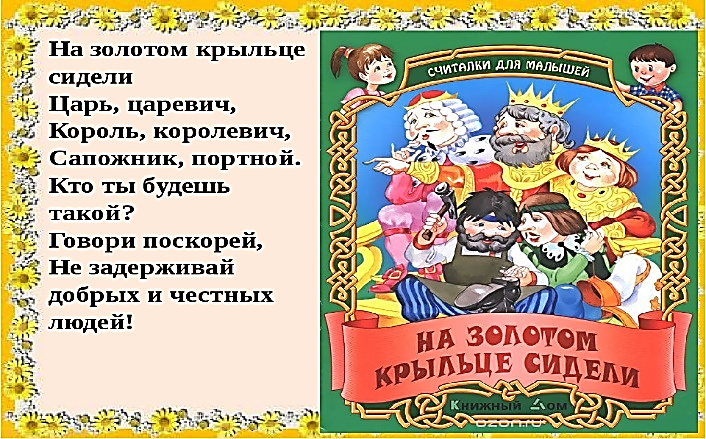 На золотом крыльце
сидели
Царь, царевич,
Король, королевич,
Сапожник, портной.
Кто ты будешь
такой?
Говори поскорей,
Не задерживай
добрых и честных
людей!
СЧИТАЛКИ ДЛЯ МАЛЫШЕЙ
НА ЗОЛОТОМ
КРЫЛЬЦЕ СИДЕЛИ
Книжный Дом
ozon.ru